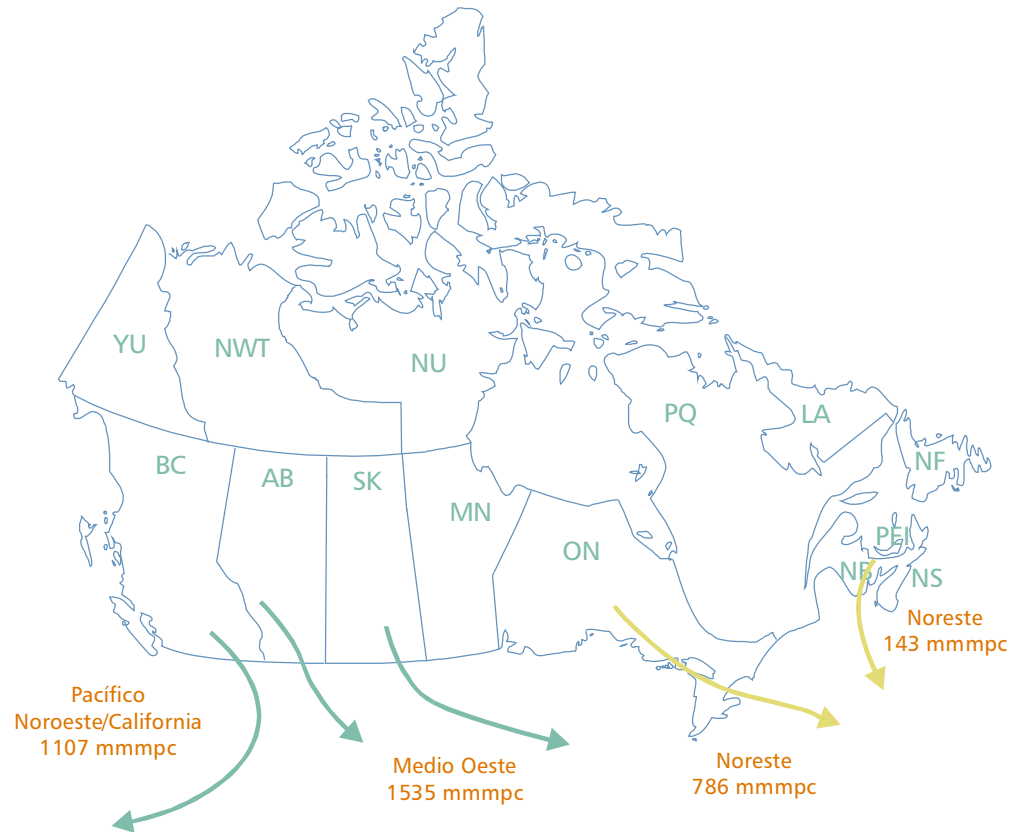 YU
NWT
NU
PQ
LA
NF
BC
AB
SK
MN
ON
PEI
NB
NS
Noreste
143 mmmpc
Pacífico
Noroeste/California
1107 mmmpc
Medio Oeste
1535 mmmpc
Noreste
786 mmmpc